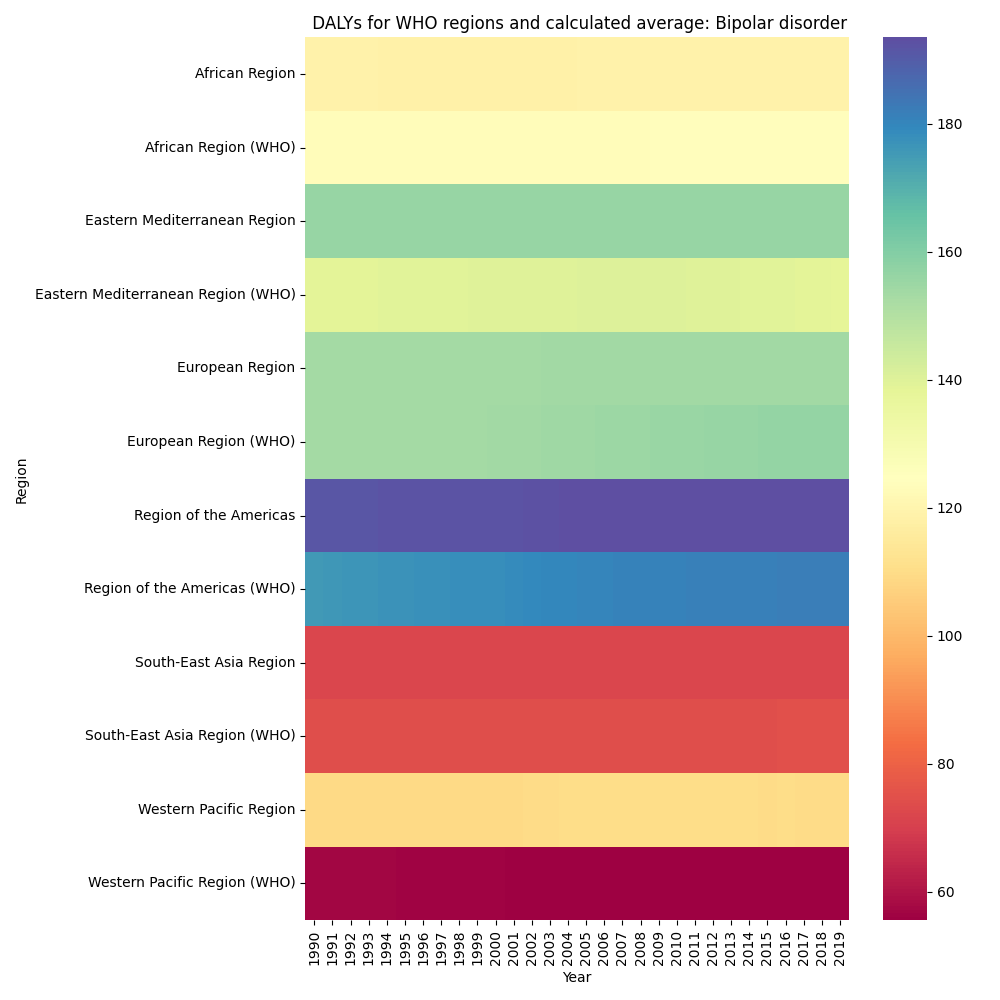 DALYs for WHO regions and calculated average: Bipolar disorder
African Region
African Region (WHO)
Eastern Mediterranean Region
Eastern Mediterranean Region (WHO)
European Region
European Region (WHO)
Region of the Americas
Region of the Americas (WHO)
South-East Asia Region
South-East Asia Region (WHO)
Western Pacific Region
Western Pacific Region (WHO)
Region
1990 1991 1992 1993 1994 1995 1996 1997 1998 1999 2000 2001 2002 2003 2004 2005 2006 2007 2008 2009 2010 2011 2012 2013 2014 2015 2016 2017 2018 2019
Year
180
160
140
120
100
80
60